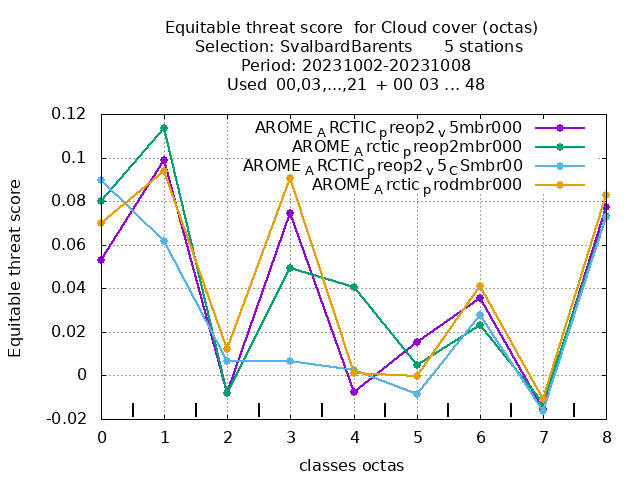 Equitable threat score  for Cloud cover (octas)
Selection: SvalbardBarents      5 stations
Period: 20231002-20231008
Used  00,03,...,21  + 00 03 ... 48
0.12
0.1
0.08
0.06
0.04
0.02
0
-0.02
Equitable threat score
AROME_ARCTIC_preop2_v5mbr000
AROME_Arctic_preop2mbr000
AROME_ARCTIC_preop2_v5_CSmbr00
AROME_Arctic_prodmbr000
0 1 2 3 4 5 6 7 8
classes octas